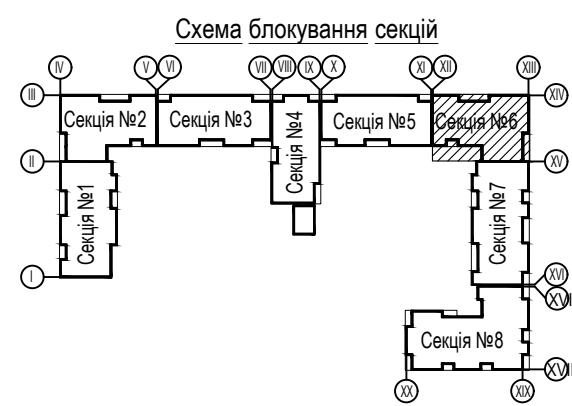 Схема блокування секцій
IV
V
VI
VII
VIII
IX
X
XI
XII
XIII
III
XIV
Секція №2
Секція №3
Секція №4
Секція №5
Секція №6
II
XV
Секція №1
Секція №7
I
XVI
Секція №8
XX
XIX